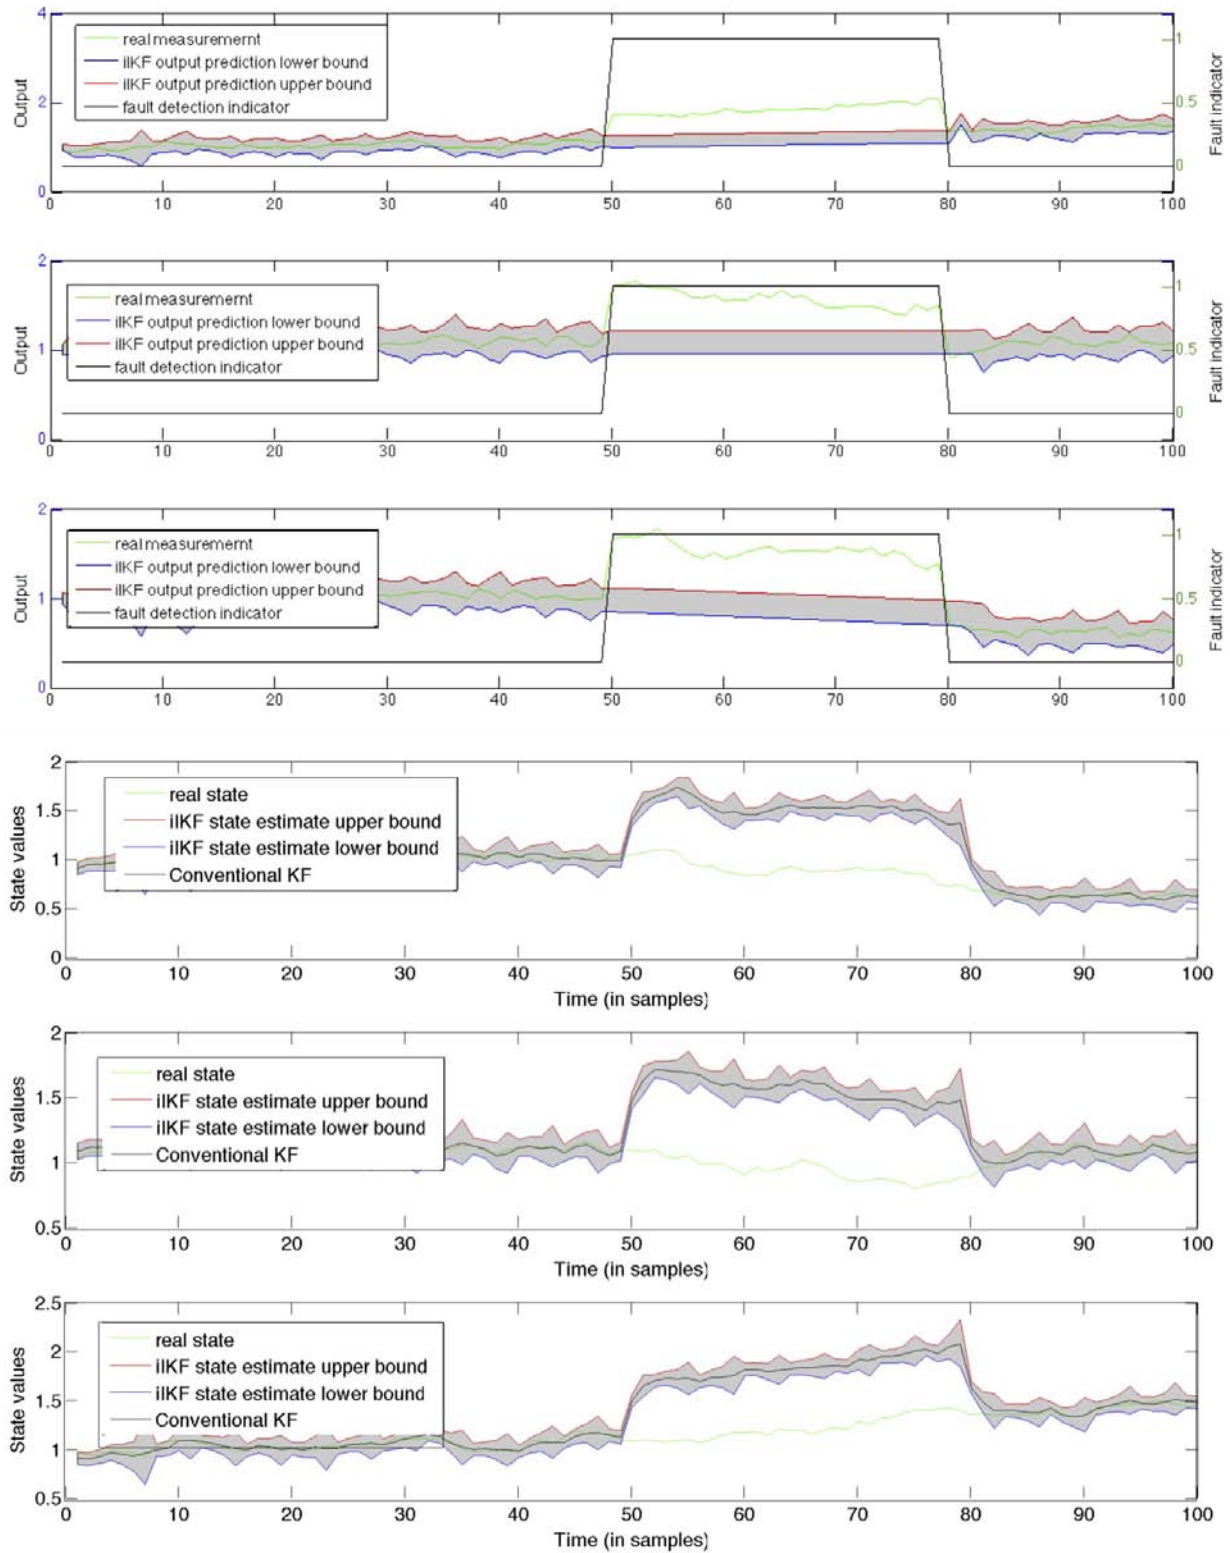 4
real measurement
iIKF output prediction lower bound
iIKF output prediction upper bound
fault detection indicator
1
Output
2
0.5
Fault indicator
0
0
0 10 20 30 40 50 60 70 80 90 100
2
real measurement
iIKF output prediction lower bound
iIKF output prediction upper bound
fault detection indicator
1
Output
1
0.5
Fault indicator
0
0
0 10 20 30 40 50 60 70 80 90 100
2
real measurement
iIKF output prediction lower bound
iIKF output prediction upper bound
fault detection indicator
1
Output
1
0.5
Fault indicator
0
0
0 10 20 30 40 50 60 70 80 90 100
2
1.5
1
0.5
0
State values
real state
iIKF state estimate upper bound
iIKF state estimate lower bound
Conventional KF
0 10 20 30 40 50 60 70 80 90 100
Time (in samples)
2
1.5
1
0.5
State values
real state
iIKF state estimate upper bound
iIKF state estimate lower bound
Conventional KF
0 10 20 30 40 50 60 70 80 90 100
Time (in samples)
2.5
2
1.5
1
0.5
State values
real state
iIKF state estimate upper bound
iIKF state estimate lower bound
Conventional KF
0 10 20 30 40 50 60 70 80 90 100
Time (in samples)